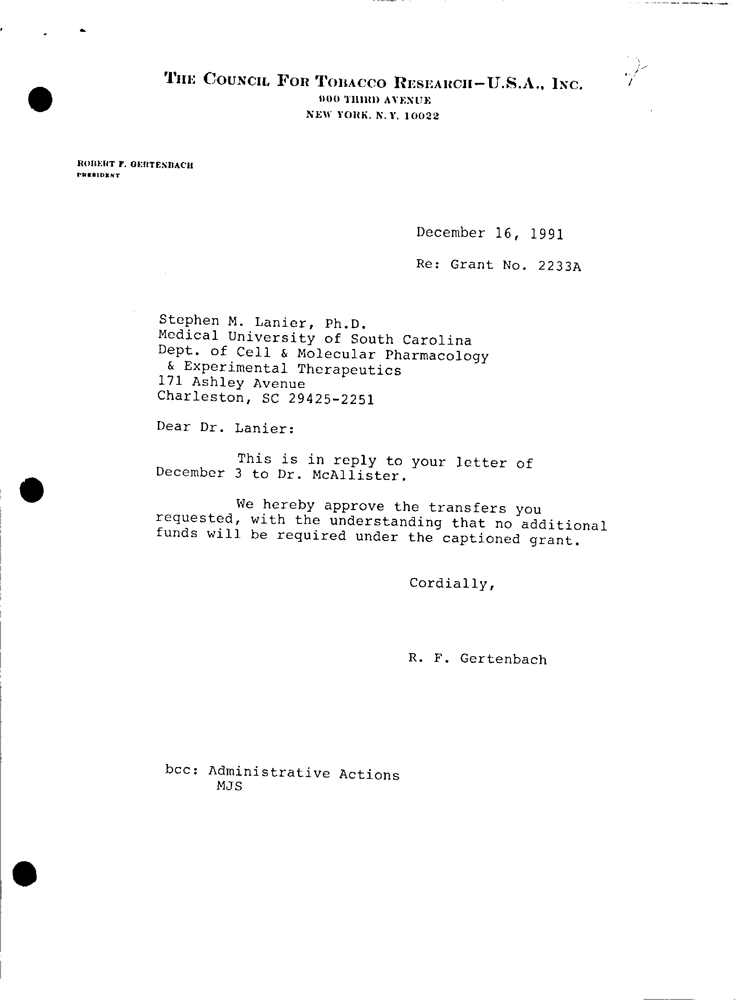 THE COUNCIL FOR TOBACCO RESEARCH-U.S.A., INC.
900 THIRD AVENUE
NEW YORK, N.Y. 10022
ROBERT F. GERTENBACH
PRESIDENT
December 16, 1991
Re: Grant No. 2233A
Stephen M. Lanier, Ph.D.
Medical University of South Carolina
Dept. of Cell & Molecular Pharmacology
& Experimental Therapeutics
171 Ashley Avenue
Charleston, SC 29425-2251
Dear Dr. Lanier:
This is in reply to your letter of
December 3 to Dr. McAllister.
We hereby approve the transfers you
requested, with the understanding that no additional
funds will be required under the captioned grant.
Cordially,
R. F. Gertenbach
bcc: Administrative Actions
MJS